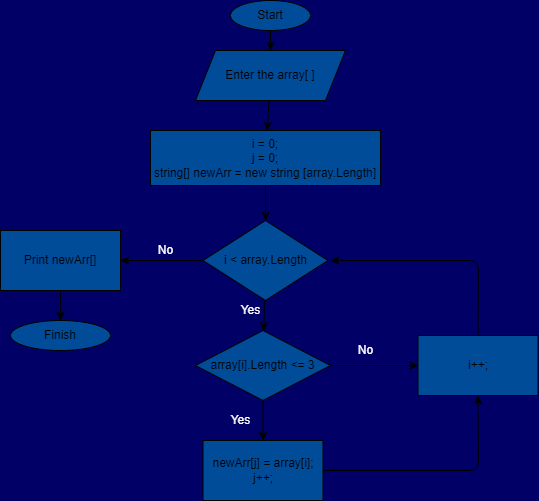 Start
Enter the array[ ]
i = 0;
j = 0;
string[] newArr = new string [array.Length]
i < array.Length
No
Print newArr[]
Finish
Yes
array[i].Length <= 3
No
i++;
Yes
newArr[j] = array[i];
j++;